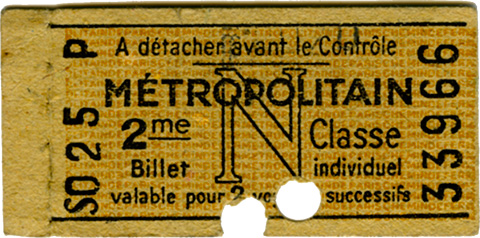 A détacher avant le Contrôle
MÉTROPOLITAIN
N
2me Classe
Billet individuel
valable pour 2 successifs
SO 25 P
33966